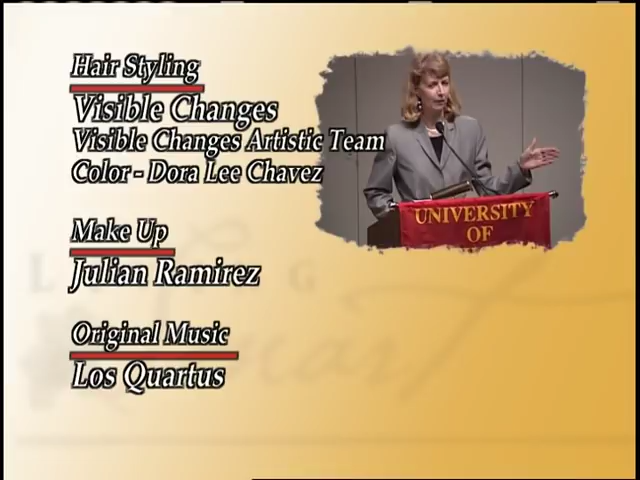 Hair Styling
Visible Changes
Visible Changes Artistic Team
Color - Dora Lee Chavez
Make Up
Julian Ramirez
Original Music
Los Quartus
UNIVERSITY
OF